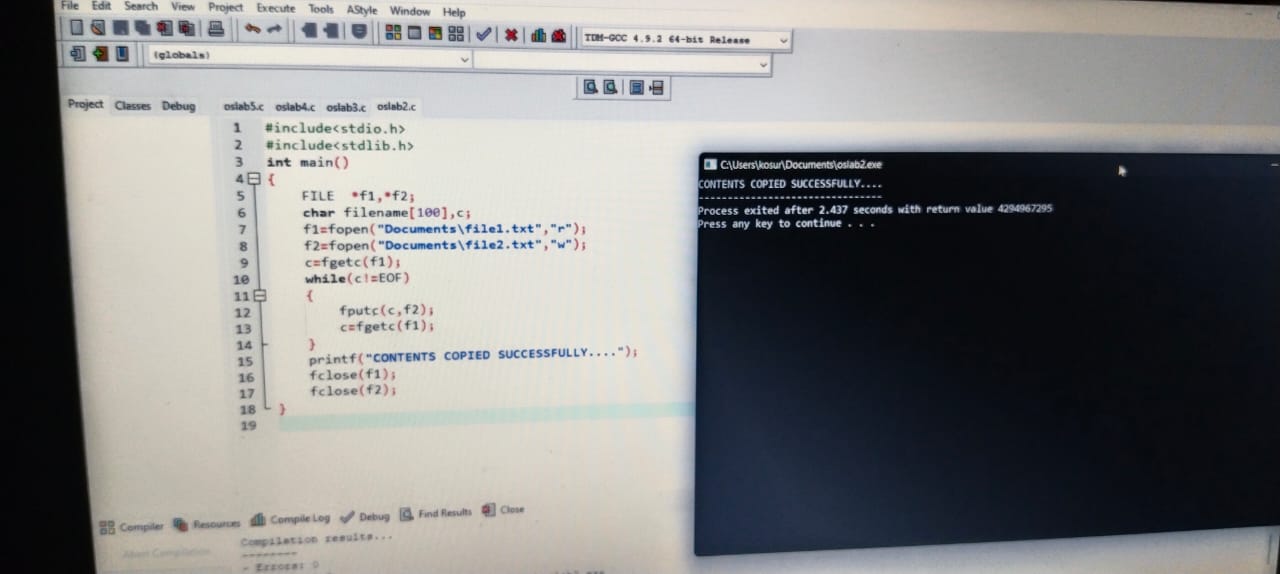 File Edit Search View Project Execute Tools AStyle Window Help
TDM-GCC 4.9.2 64-bit Release
(globals)
Project Classes Debug oslab5.c oslab4.c oslab3.c oslab2.c
1 #include<stdio.h>
2 #include<stdlib.h>
3 int main()
4 {
5 FILE *f1,*f2;
6 char filename[100],c;
7 f1=fopen("Documents\file1.txt","r");
8 f2=fopen("Documents\file2.txt","w");
9 c=fgetc(f1);
10 while(c!=EOF)
11 {
12 fputc(c,f2);
13 c=fgetc(f1);
14 }
15 printf("CONTENTS COPIED SUCCESSFULLY....");
16 fclose(f1);
17 fclose(f2);
18 }
19
C:\Users\kosur\Documents\oslab2.exe
CONTENTS COPIED SUCCESSFULLY....
--------------------------------
Process exited after 2.437 seconds with return value 4294967295
Press any key to continue . . .
Compiler Resources Compile Log Debug Find Results Close
Abort Compilation
Compilation results...
--------
- Errors: 0